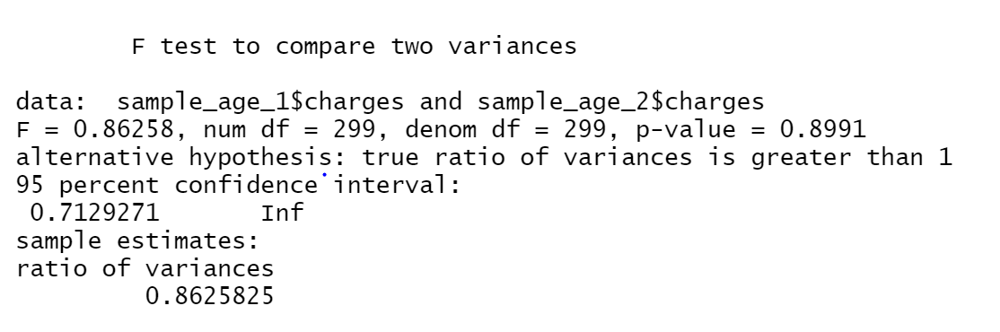 F test to compare two variances
data: sample_age_1$charges and sample_age_2$charges
F = 0.86258, num df = 299, denom df = 299, p-value = 0.8991
alternative hypothesis: true ratio of variances is greater than 1
95 percent confidence interval:
0.7129271 Inf
sample estimates:
ratio of variances
0.8625825